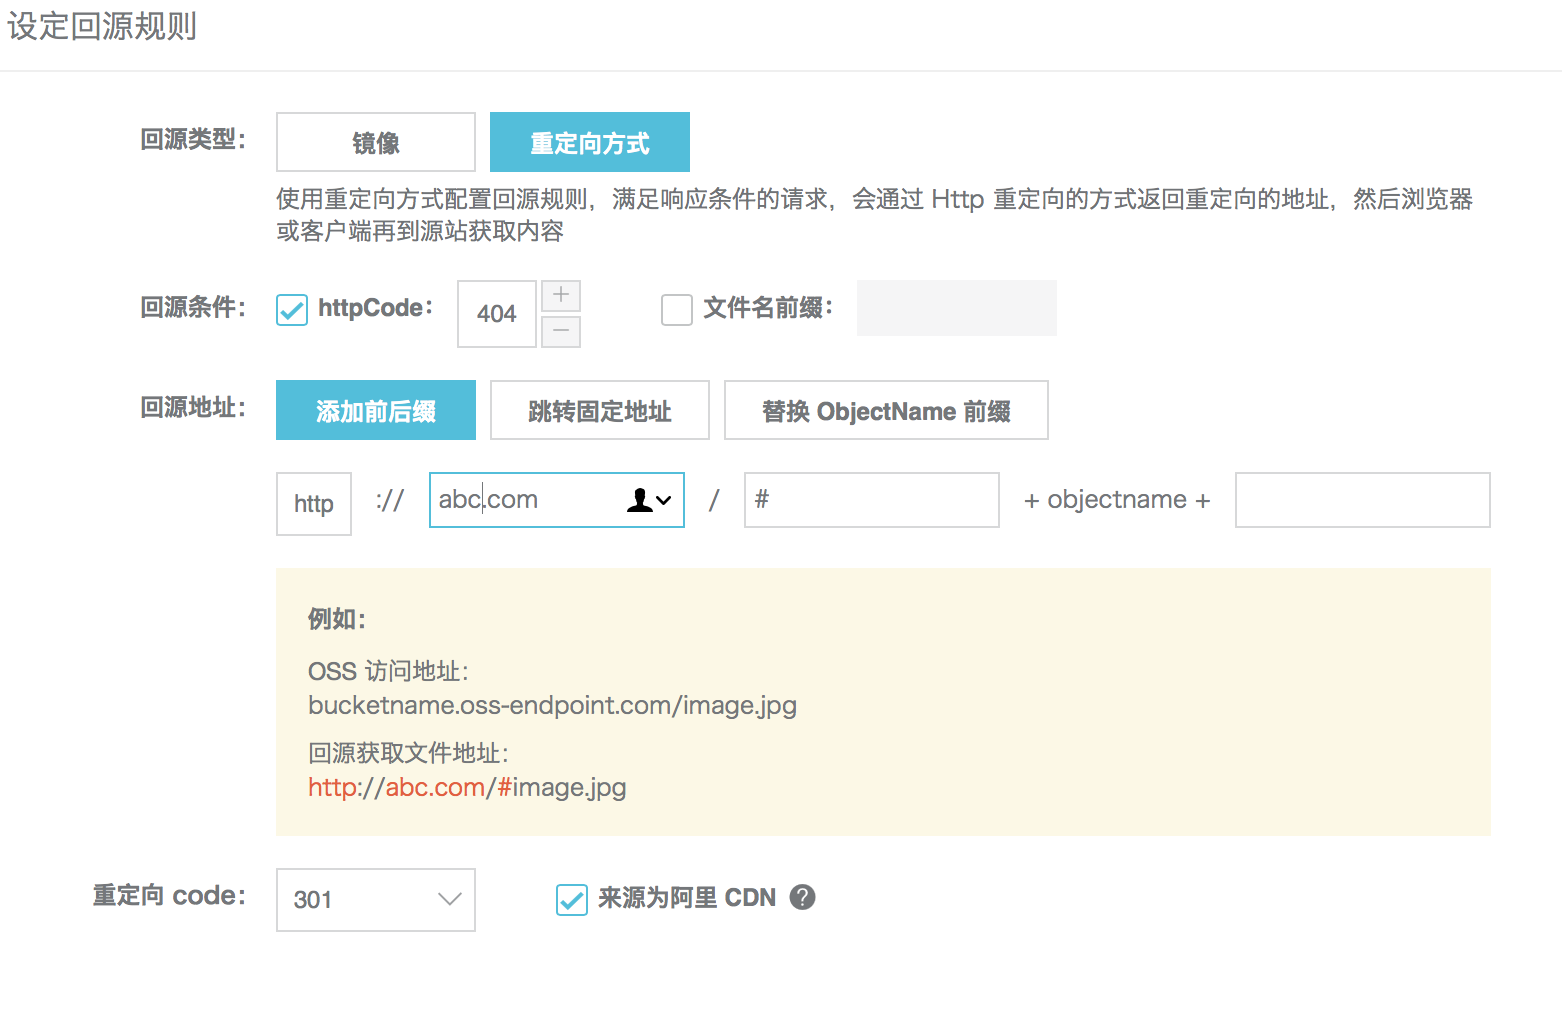 设定回源规则
回源类型：
镜像
重定向方式
使用重定向方式配置回源规则，满足响应条件的请求，会通过 Http 重定向的方式返回重定向的地址，然后浏览器
或客户端再到源站获取内容
回源条件：
httpCode：
404
+
−
文件名前缀：
回源地址：
添加前后缀
跳转固定地址
替换 ObjectName 前缀
http :// abc.com / # + objectname +
例如：
OSS 访问地址：
bucketname.oss-endpoint.com/image.jpg
回源获取文件地址：
http://abc.com/#image.jpg
重定向 code：
301
来源为阿里 CDN ?